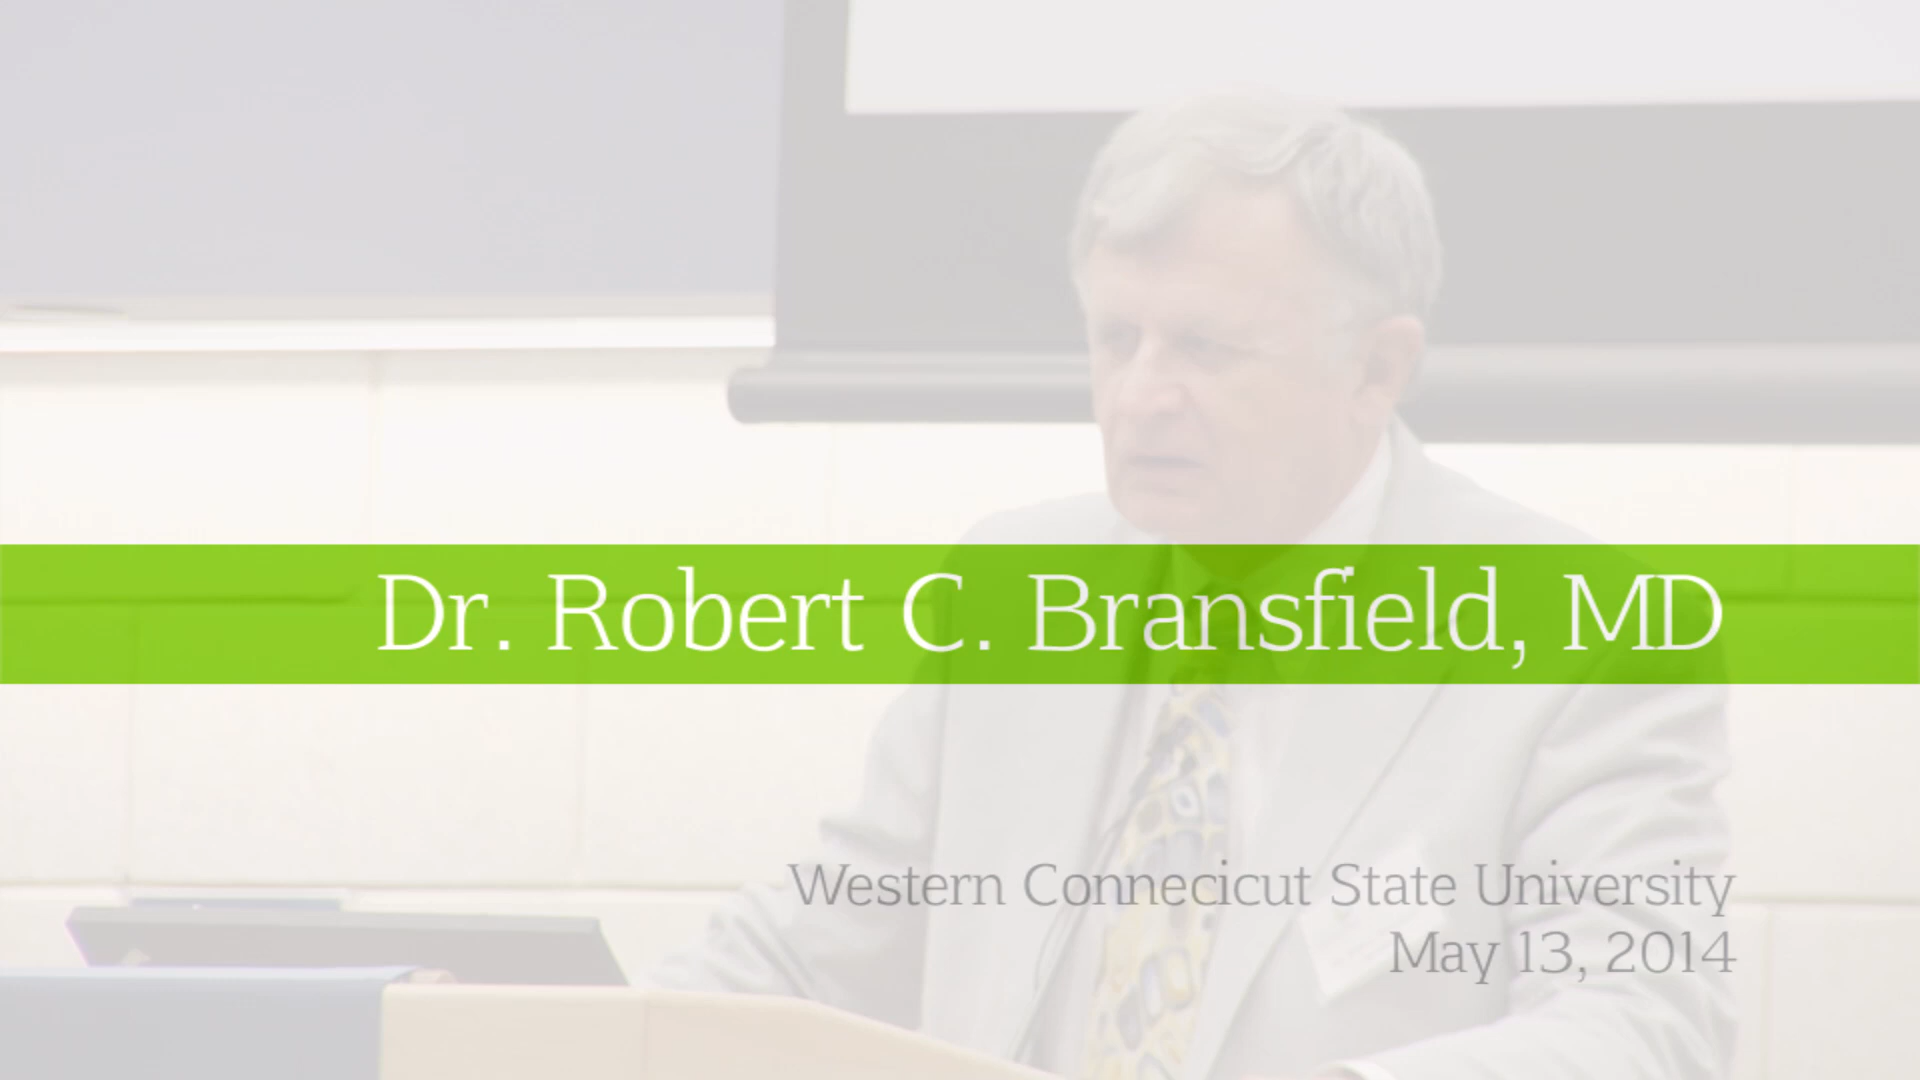 Dr. Robert C. Bransfield, MD
Western Connecicut State University
May 13, 2014